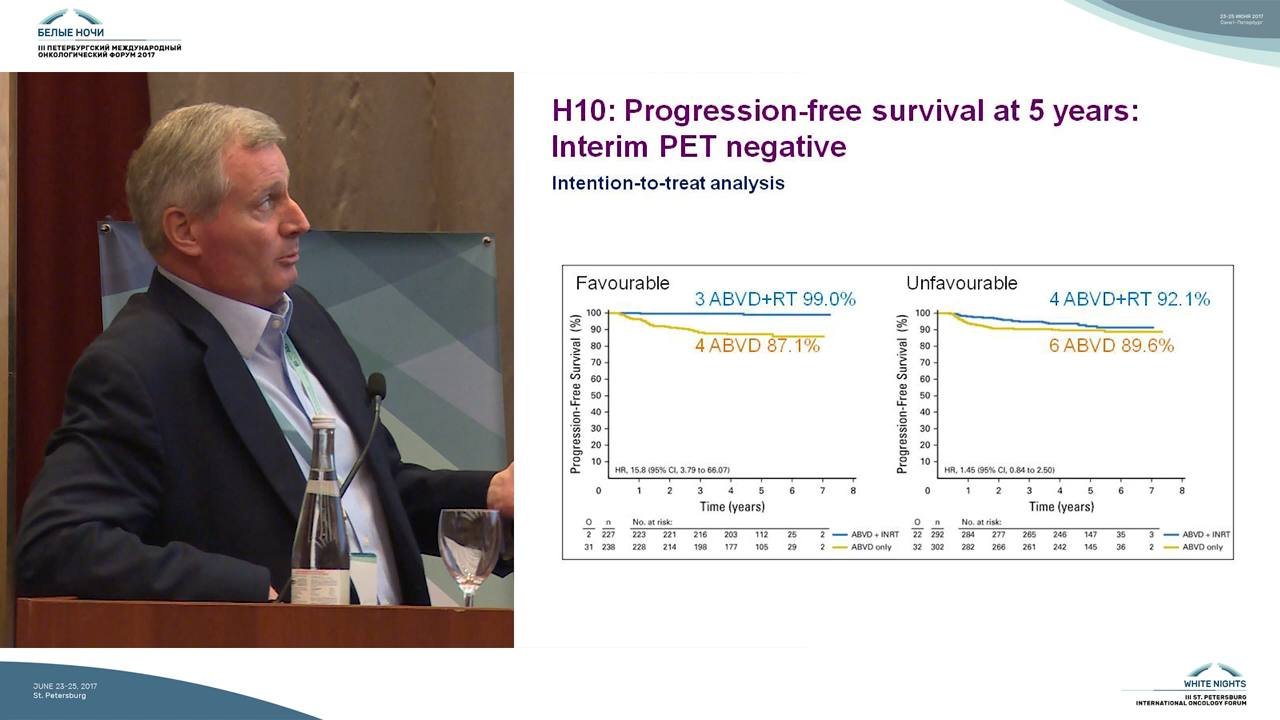 БЕЛЫЕ НОЧИ
III ПЕТЕРБУРГСКИЙ МЕЖДУНАРОДНЫЙ
ОНКОЛОГИЧЕСКИЙ ФОРУМ 2017
23-25 ИЮНЯ 2017
Санкт-Петербург
H10: Progression-free survival at 5 years:
Interim PET negative
Intention-to-treat analysis
Favourable
3 ABVD+RT 99.0%
4 ABVD 87.1%
Progression-Free Survival (%)
100
90
80
70
60
50
40
30
20
10
HR, 15.8 (95% CI, 3.79 to 66.07)
0 1 2 3 4 5 6 7 8
Time (years)
O n No. at risk:
2 227 223 221 216 203 112 25 2 ABVD + INRT
31 238 228 214 198 177 105 29 2 ABVD only
Unfavourable
4 ABVD+RT 92.1%
6 ABVD 89.6%
Progression-Free Survival (%)
100
90
80
70
60
50
40
30
20
10
HR, 1.45 (95% CI, 0.84 to 2.50)
0 1 2 3 4 5 6 7 8
Time (years)
O n No. at risk:
22 292 284 277 265 246 147 35 3 ABVD + INRT
32 302 282 266 261 242 145 36 2 ABVD only
JUNE 23-25, 2017
St. Petersburg
WHITE NIGHTS
III ST. PETERSBURG
INTERNATIONAL ONCOLOGY FORUM